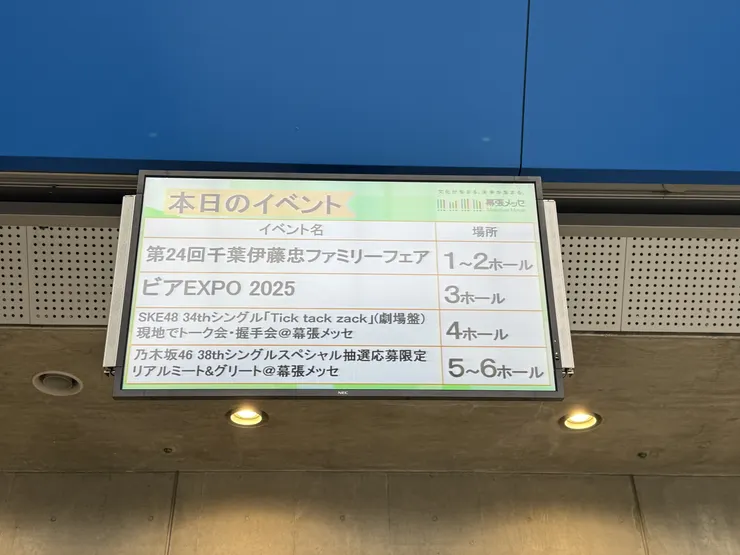 本日のイベント
幕張メッセ
イベント名 場所
第24回千葉伊藤忠ファミリーフェア 1～2ホール
ビアEXPO 2025 3ホール
SKE48 34thシングル「Tick tack zack」(劇場盤)
現地でトーク会・握手会@幕張メッセ 4ホール
乃木坂46 38thシングルスペシャル抽選応募限定
リアルミート&グリート@幕張メッセ 5～6ホール
NEC